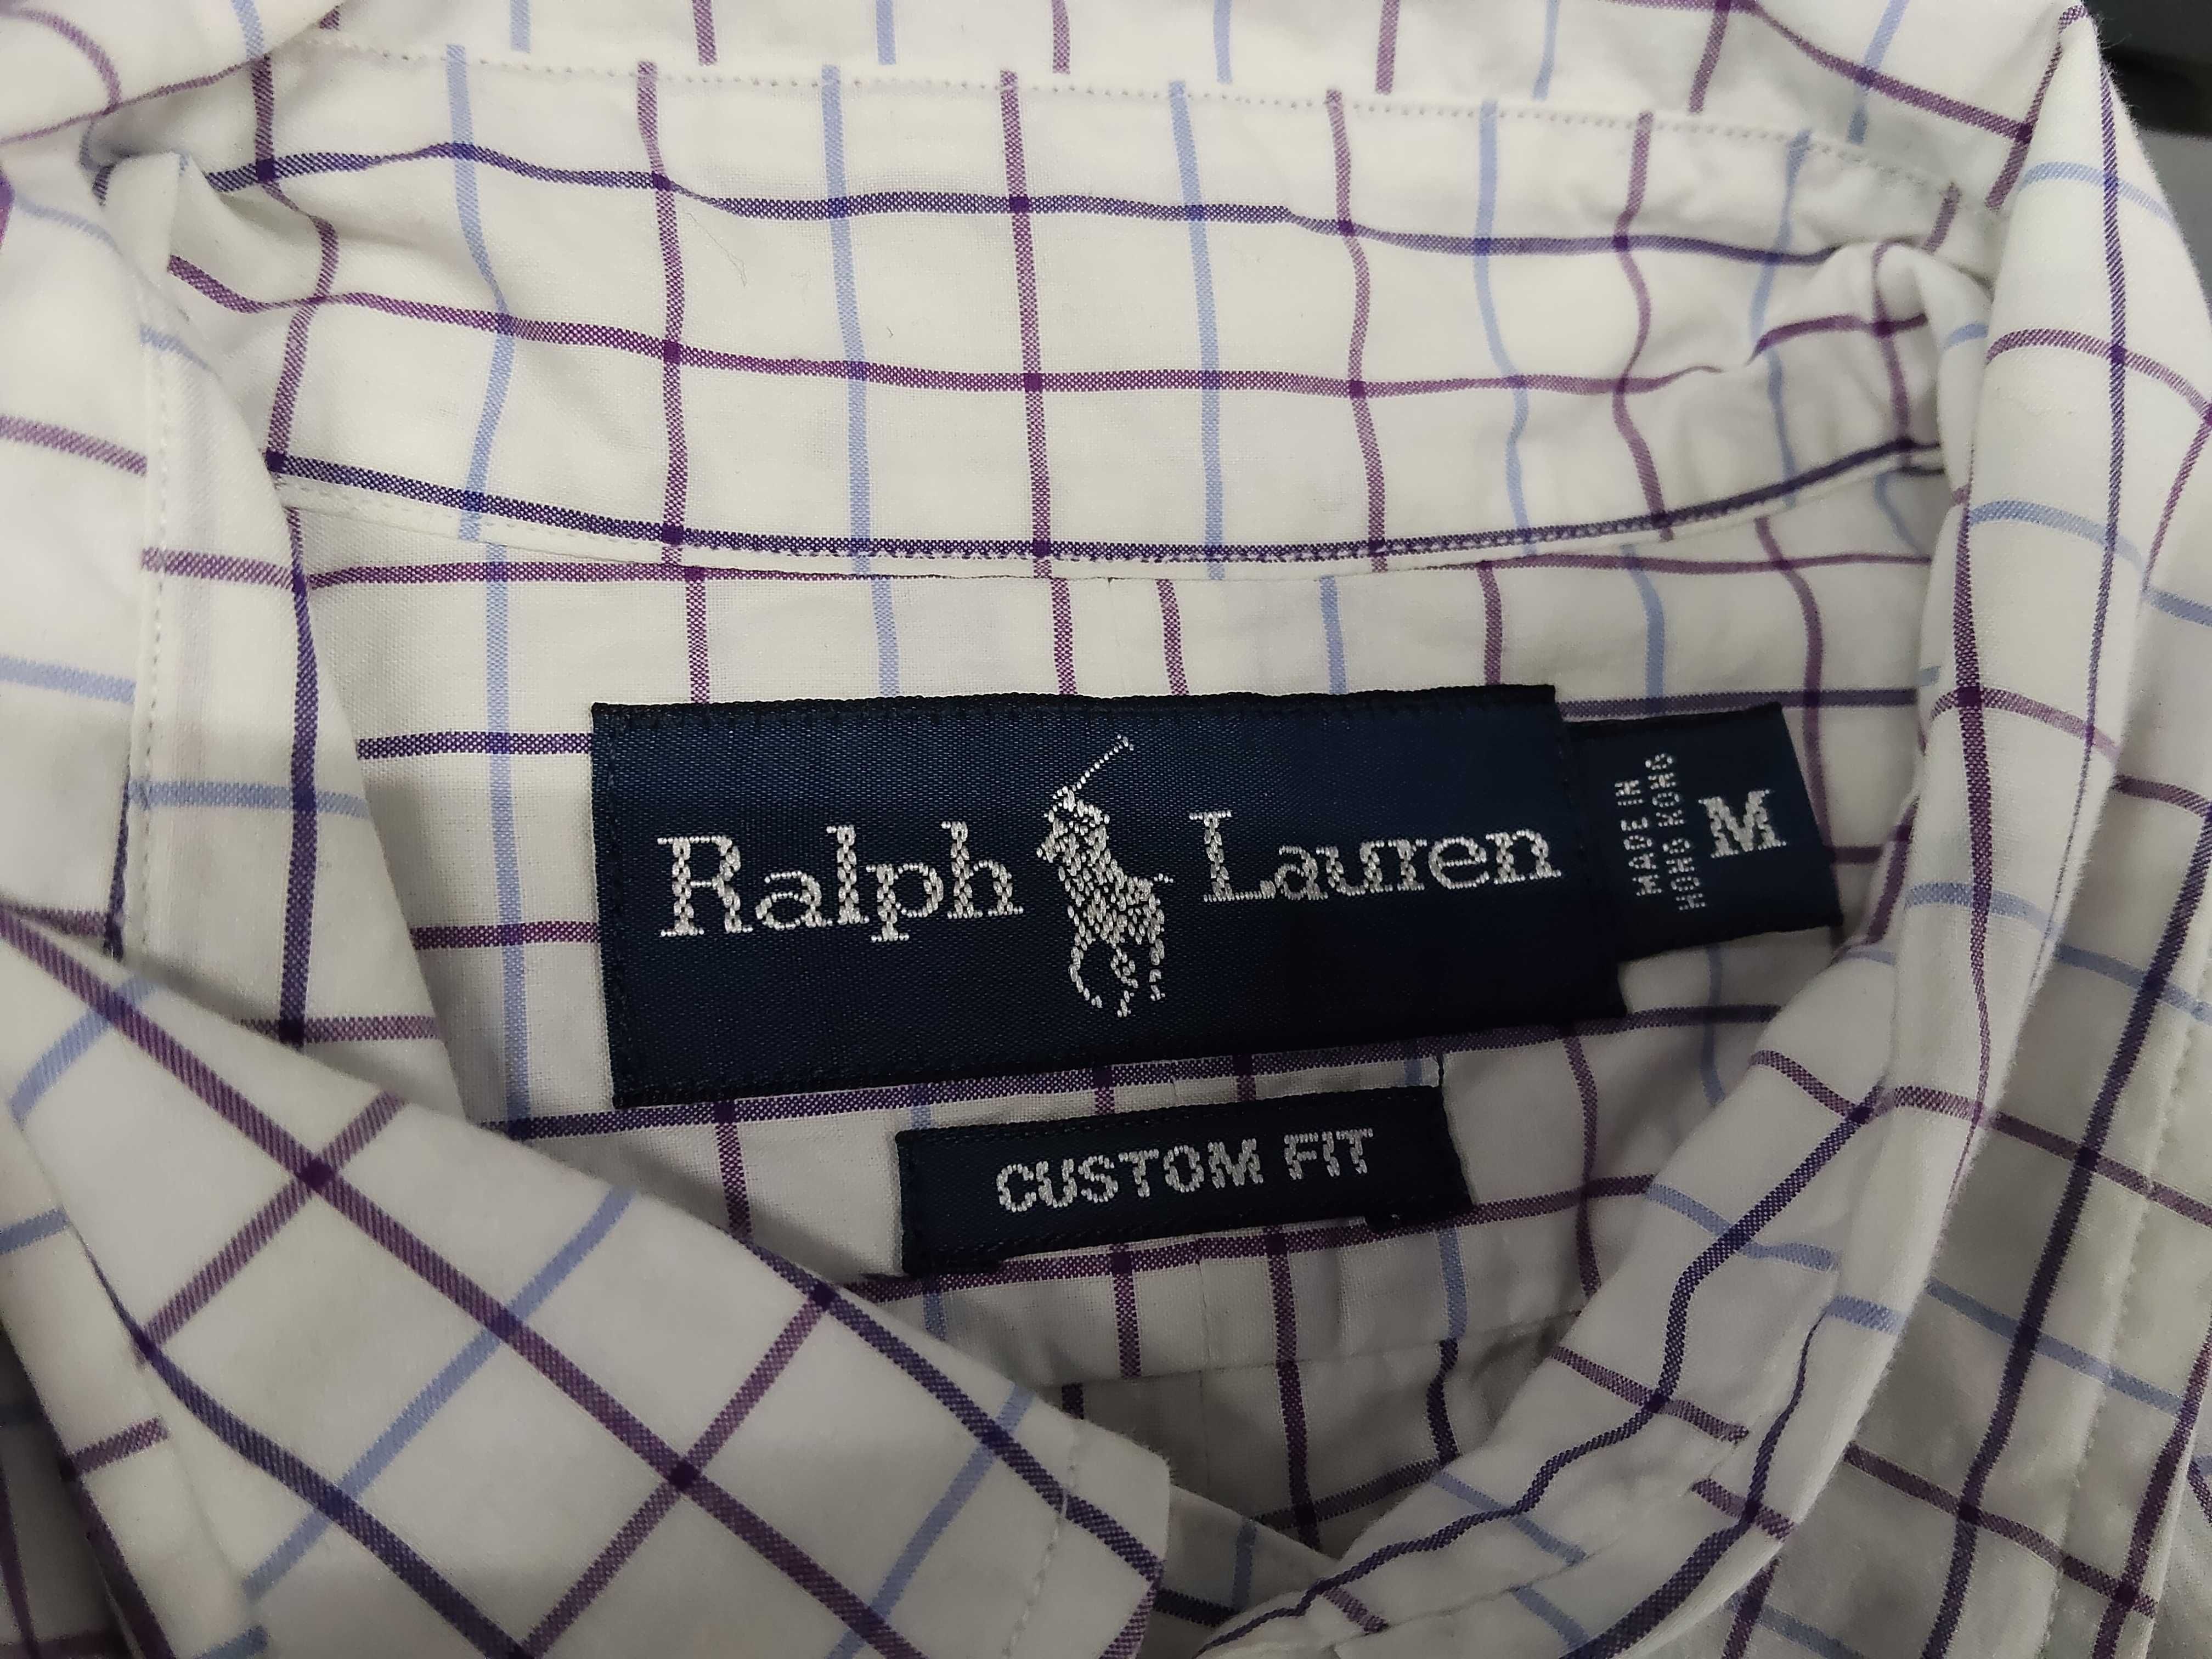 Ralph Lauren
MADE IN
HONG KONG
M
CUSTOM FIT